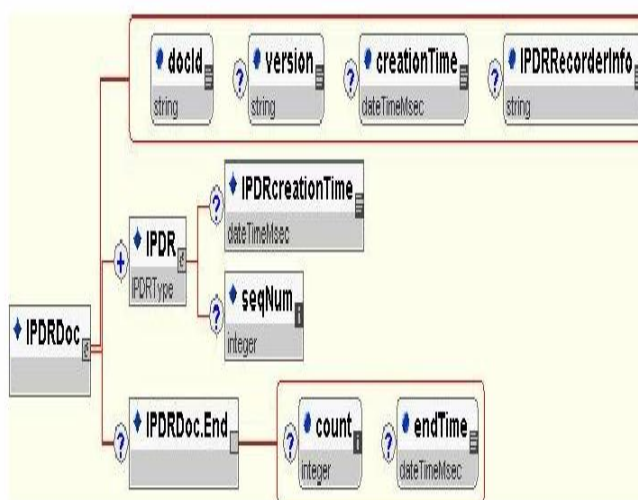 docId
string
?
version
string
?
creationTime
dateTimeMsec
?
IPDRRecorderInfo
string
?
IPDRcreationTime
dateTimeMsec
+
IPDR
IPDRType
?
seqNum
integer
IPDRDoc
?
IPDRDoc.End
?
count
integer
?
endTime
dateTimeMsec